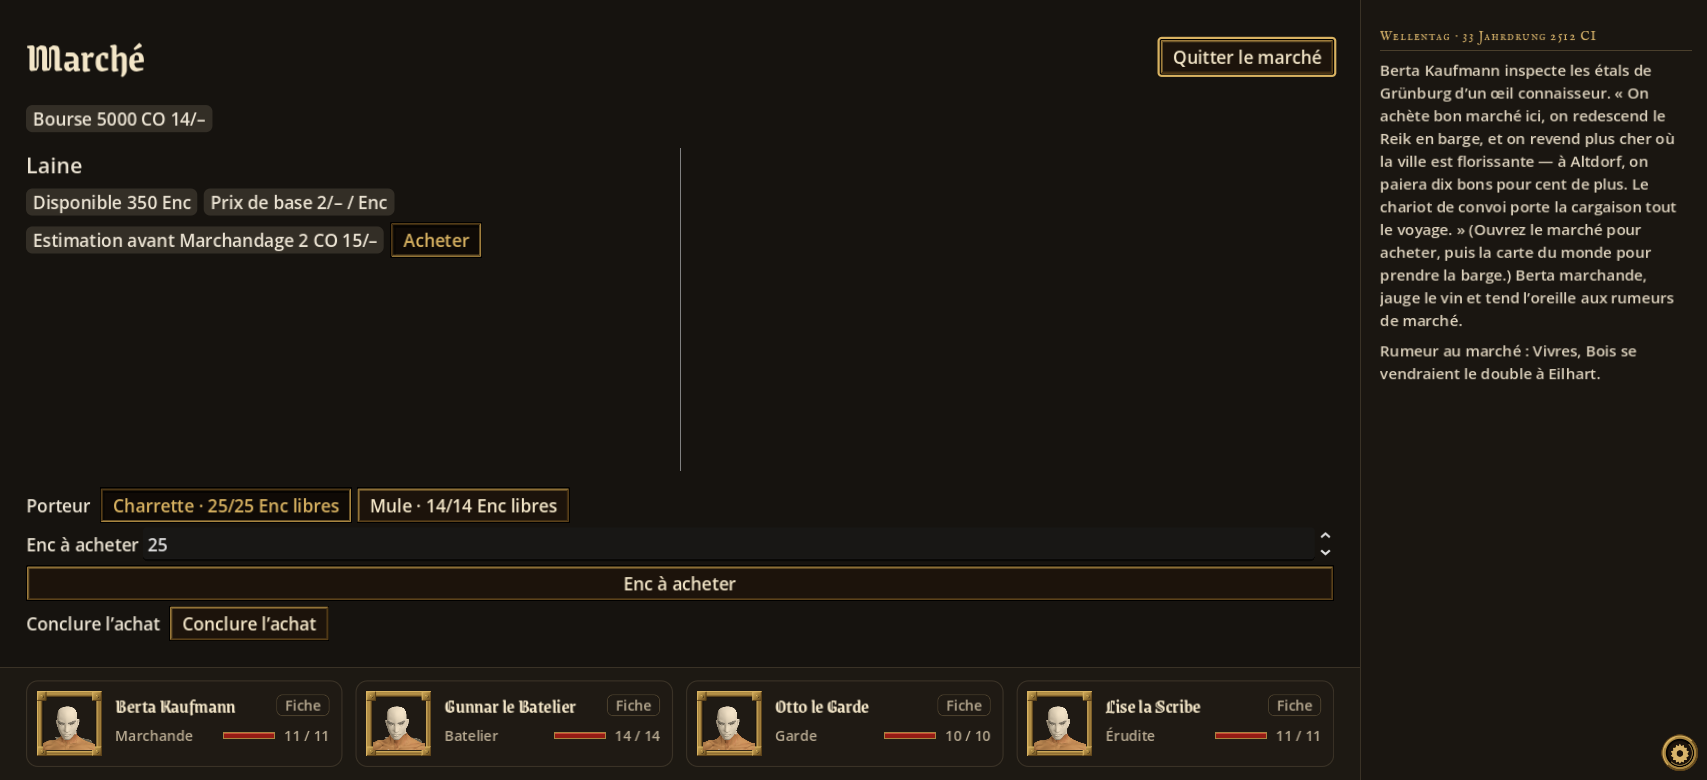 Marché
Quitter le marché
Bourse 5000 CO 14/–
Laine
Disponible 350 Enc
Prix de base 2/– / Enc
Estimation avant Marchandage 2 CO 15/–
Acheter
Porteur
Charrette · 25/25 Enc libres
Mule · 14/14 Enc libres
Enc à acheter 25
Enc à acheter
Conclure l’achat
Conclure l’achat
Berta Kaufmann
Fiche
Marchande
11 / 11
Gunnar le Batelier
Fiche
Batelier
14 / 14
Otto le Garde
Fiche
Garde
10 / 10
Lise la Scribe
Fiche
Érudite
11 / 11
Wellentag · 33 Jahrdrung 2512 CI
Berta Kaufmann inspecte les étals de
Grünburg d’un œil connaisseur. « On
achète bon marché ici, on redescend le
Reik en barge, et on revend plus cher où
la ville est florissante — à Altdorf, on
paiera dix bons pour cent de plus. Le
chariot de convoi porte la cargaison tout
le voyage. » (Ouvrez le marché pour
acheter, puis la carte du monde pour
prendre la barge.) Berta marchande,
jauge le vin et tend l’oreille aux rumeurs
de marché.
Rumeur au marché : Vivres, Bois se
vendraient le double à Eilhart.